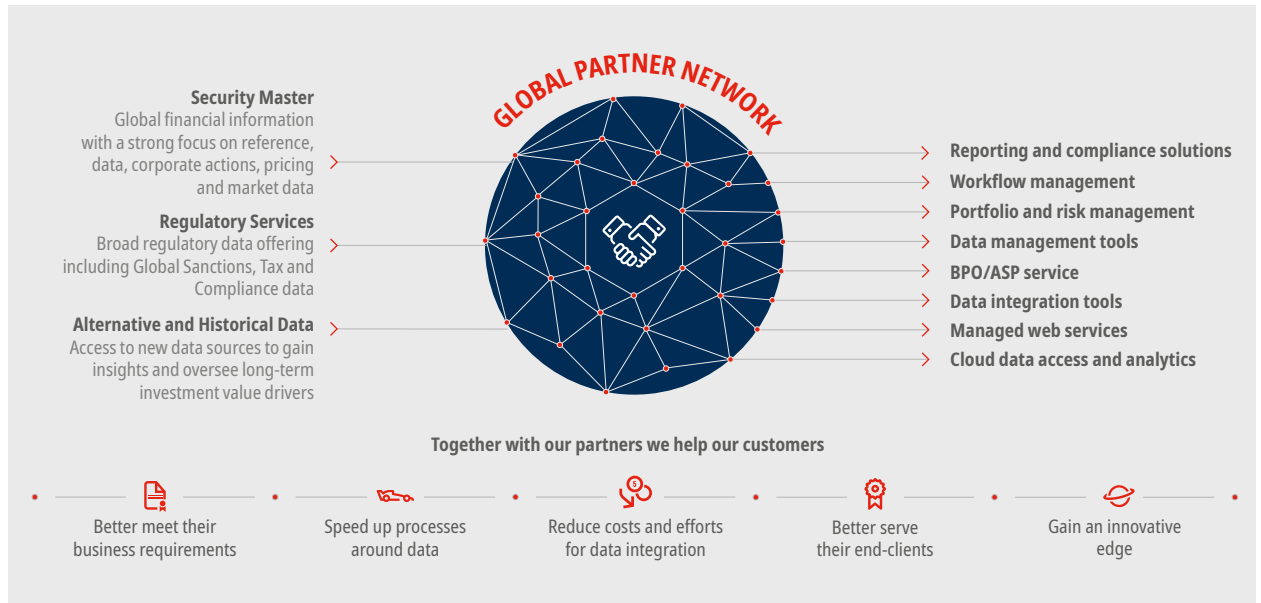 GLOBAL PARTNER NETWORK
Security Master
Global financial information
with a strong focus on reference,
data, corporate actions, pricing
and market data
Regulatory Services
Broad regulatory data offering
including Global Sanctions, Tax and
Compliance data
Alternative and Historical Data
Access to new data sources to gain
insights and oversee long-term
investment value drivers
Reporting and compliance solutions
Workflow management
Portfolio and risk management
Data management tools
BPO/ASP service
Data integration tools
Managed web services
Cloud data access and analytics
Together with our partners we help our customers
Better meet their
business requirements
Speed up processes
around data
Reduce costs and efforts
for data integration
Better serve
their end-clients
Gain an innovative
edge